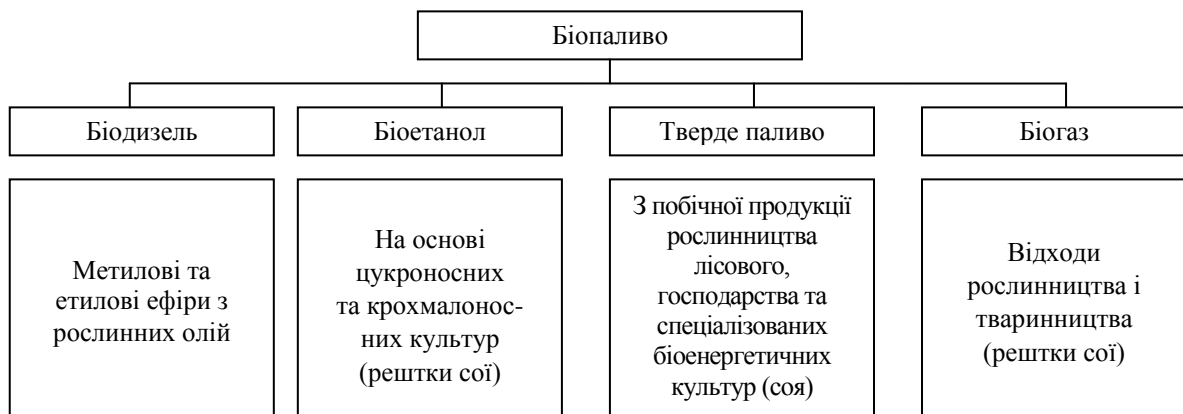 Біопаливо
Біодизель
Біоетанол
Тверде паливо
Біогаз
Метилові та
етилові ефіри з
рослинних олій
На основі
цукроносних
та крохмалонос-
них культур
(рештки сої)
З побічної продукції
рослинництва
лісового,
господарства та
спеціалізованих
біоенергетичних
культур (соя)
Відходи
рослинництва і
тваринництва
(рештки сої)